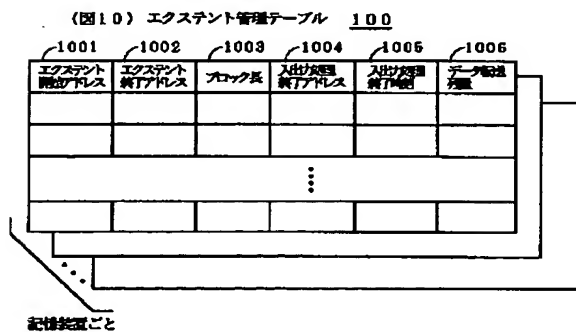 (図10) エクステント管理テーブル 100
1001 1002 1003 1004 1005 1006
エクステント 開始アドレス
エクステント 終了アドレス
ブロック長
入出力処理 終了アドレス
入出力処理 終了時刻
データ転送
記憶装置ごと